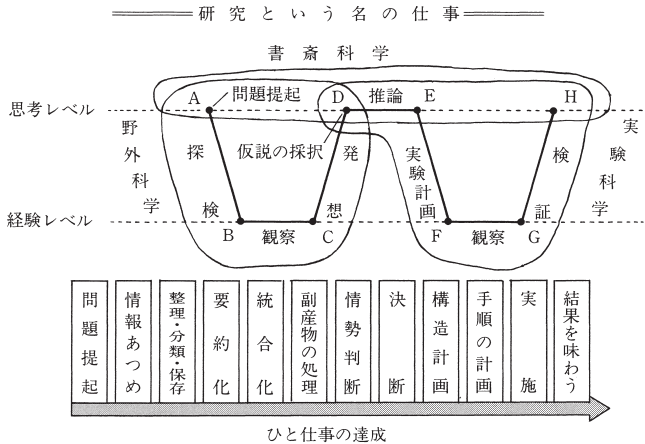 研究という名の仕事
書斎科学
思考レベル
A
問題提起
D
推論
E
H
野外科学
探検
仮説の採択
発想
実験計画
検証
実験科学
経験レベル
B
観察
C
F
観察
G
問題提起
情報あつめ
整理・分類・保存
要約化
統合化
副産物の処理
情勢判断
決断
構造計画
手順の計画
実施
結果を味わう
ひと仕事の達成